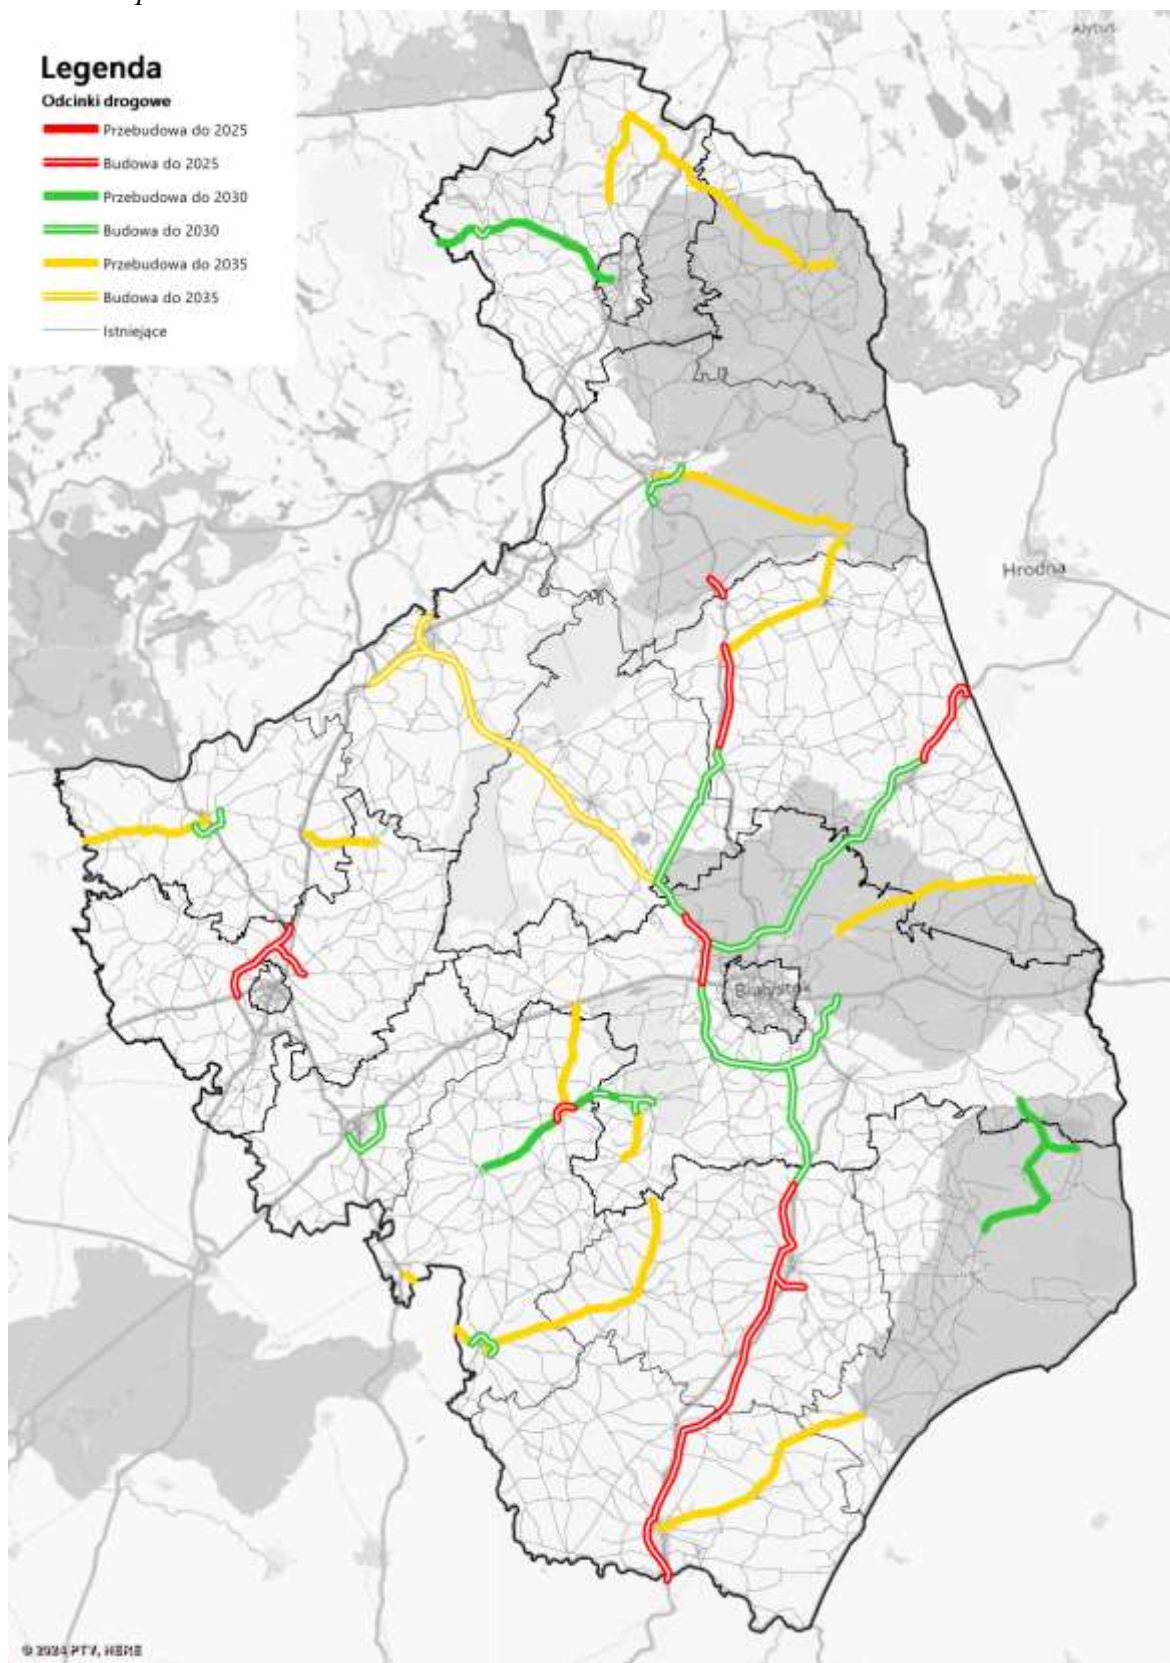 Legenda
Odcinki drogowe
Przebudowa do 2025
Budowa do 2025
Przebudowa do 2030
Budowa do 2030
Przebudowa do 2035
Budowa do 2035
Istniejące
Alytus
Hrodna
Białystok
© 2024 PTV, HERE